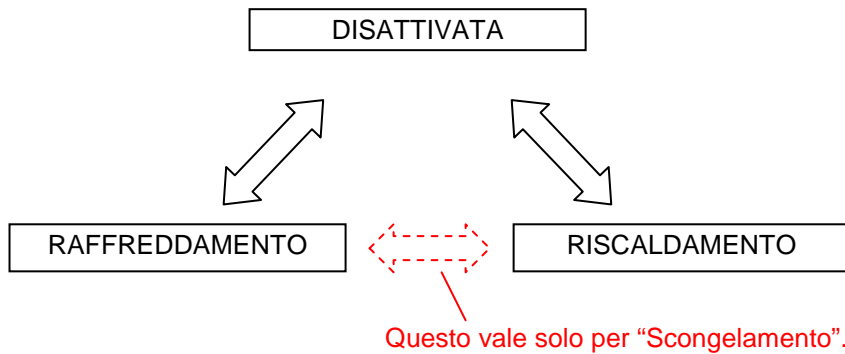 DISATTIVATA
RAFFREDDAMENTO
RISCALDAMENTO
Questo vale solo per “Scongelamento”.